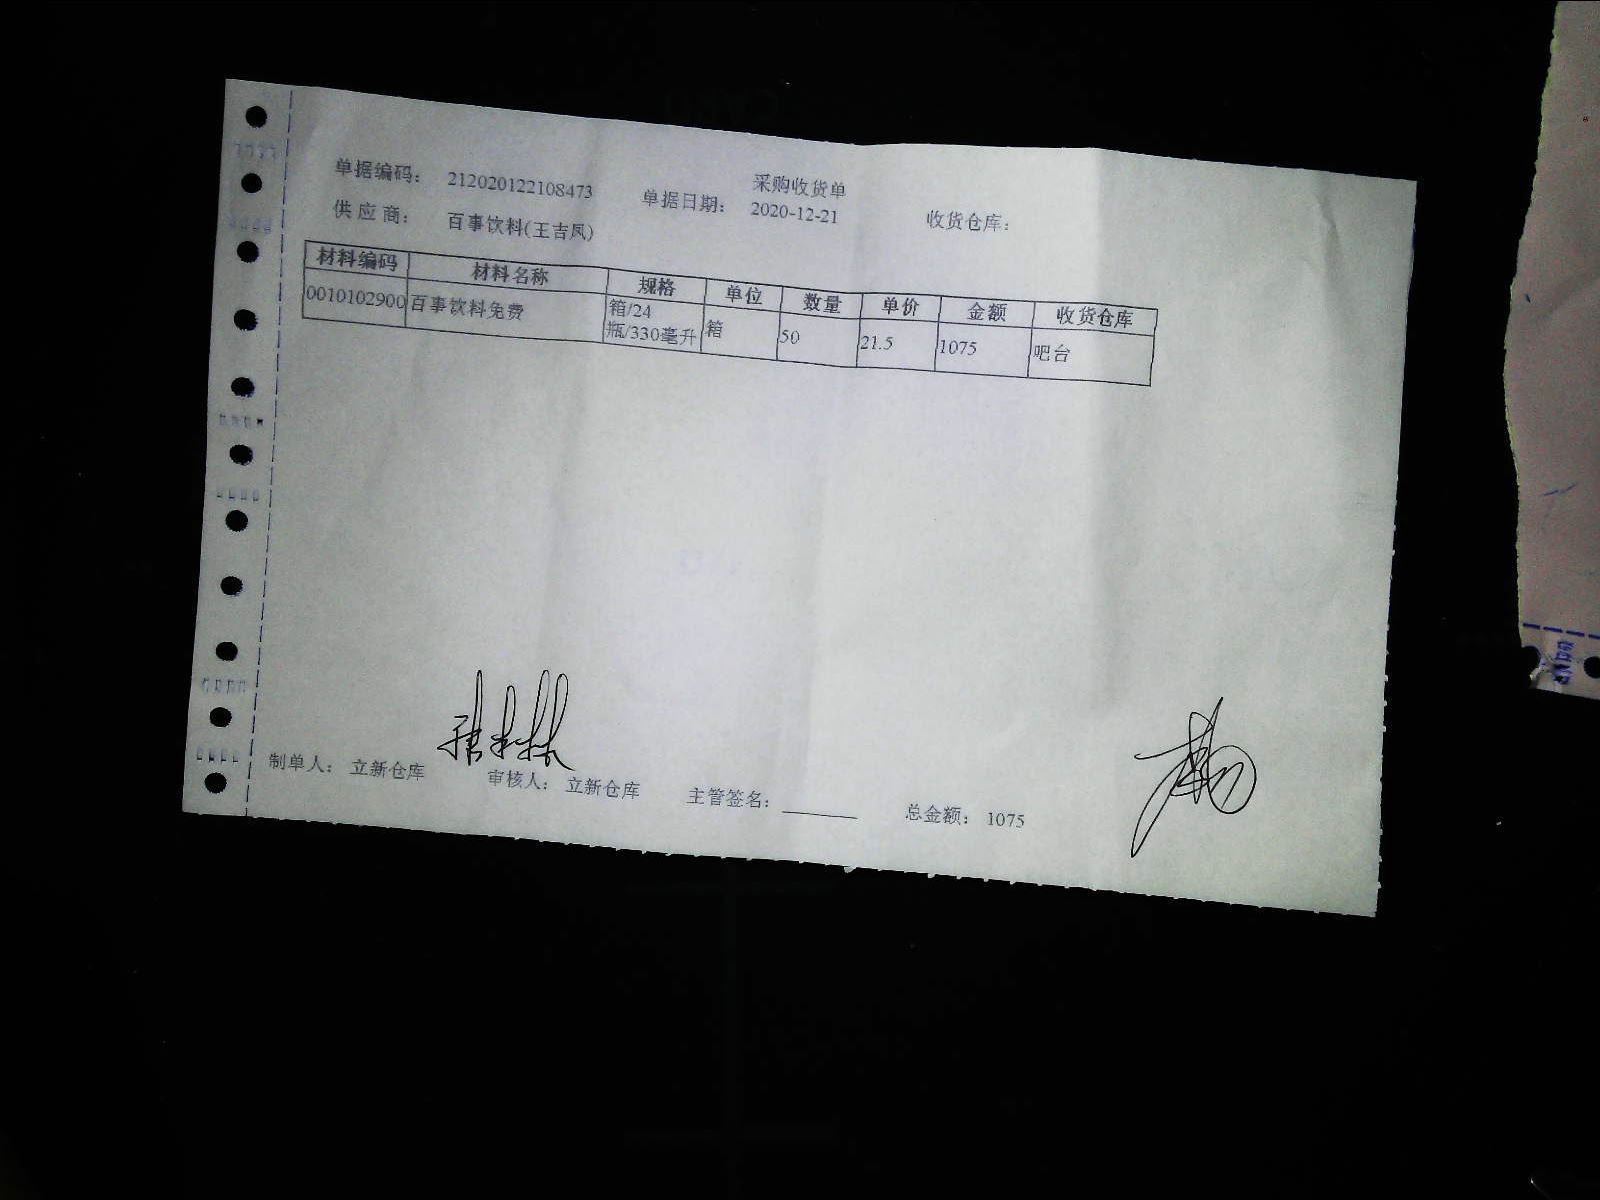 采购收货单
单据编码: 212020122108473 单据日期: 2020-12-21 收货仓库:
供应商: 百事饮料(王吉凤)
材料编码 材料名称 规格 单位 数量 单价 金额 收货仓库
0010102900 百事饮料免费 箱/24 箱 50 21.5 1075 吧台
瓶/330毫升
制单人: 立新仓库 审核人: 立新仓库 主管签名: 总金额: 1075